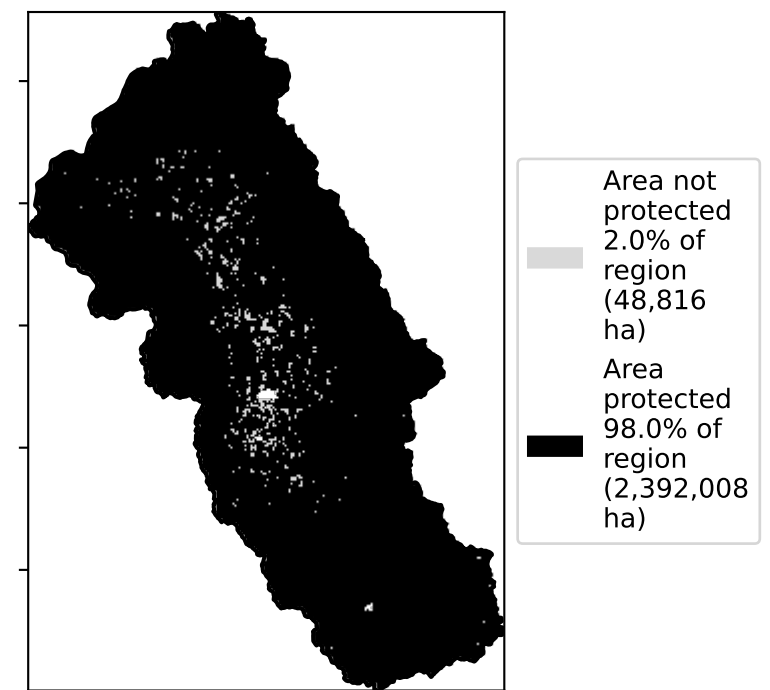 Area not
protected
2.0% of
region
(48,816
ha)
Area
protected
98.0% of
region
(2,392,008
ha)